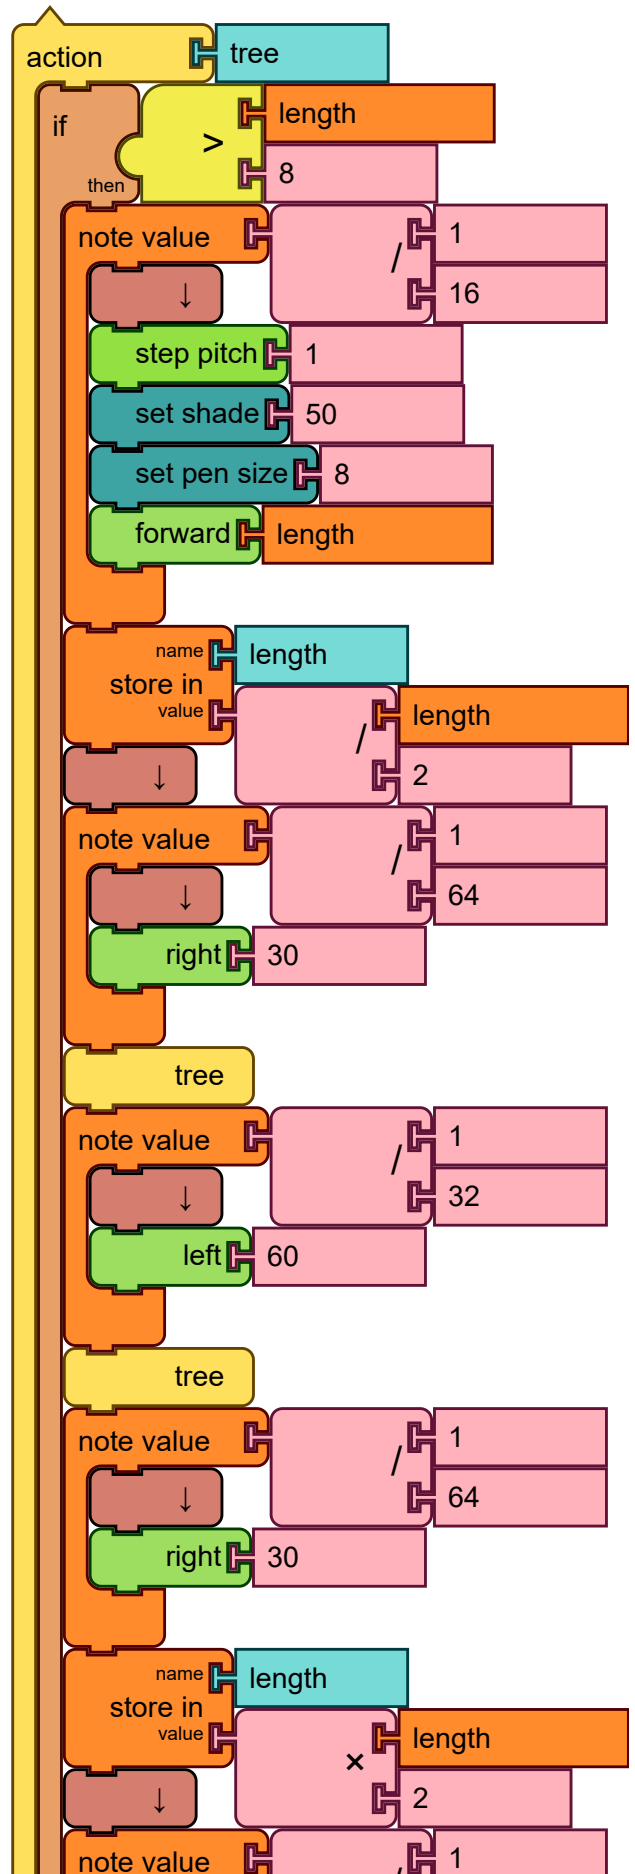 action tree
if > length
then 8
note value / 1
16
↓
step pitch 1
set shade 50
set pen size 8
forward length
name length
store in
value / length
↓ 2
note value / 1
↓ 64
right 30
tree
note value / 1
↓ 32
left 60
tree
note value / 1
↓ 64
right 30
name length
store in
value × length
↓ 2
note value / 1